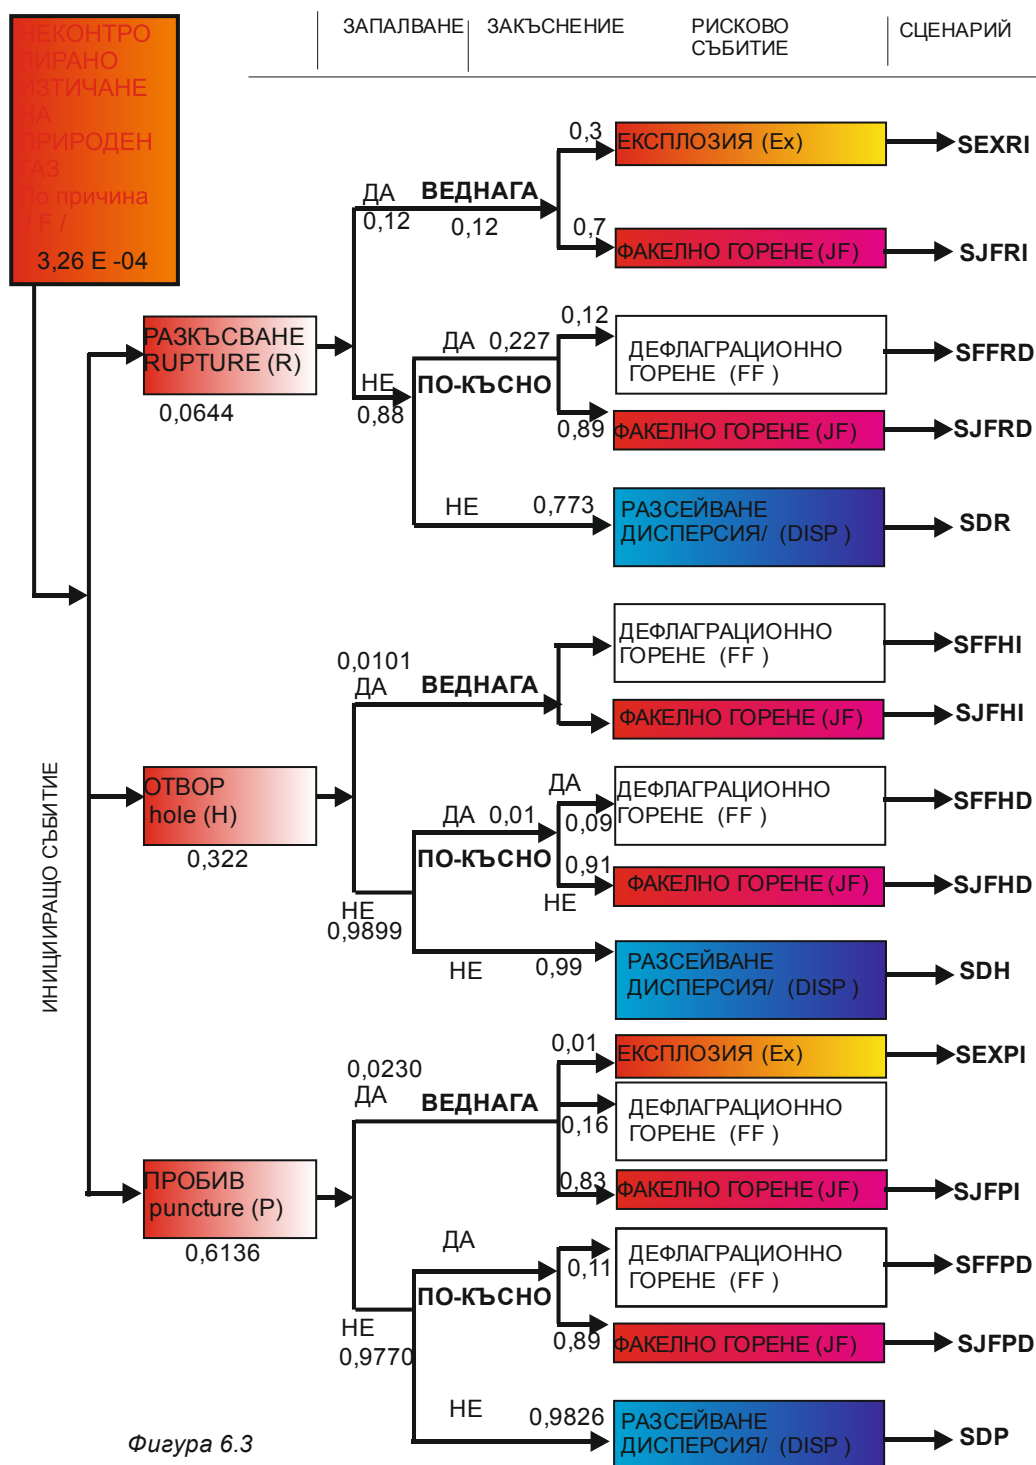 НЕКОНТРО
ЛИРАНО
ИЗТИЧАНЕ
НА
ПРИРОДЕН
ГАЗ
По причина
/ F /
3,26 E -04
ЗАПАЛВАНЕ
ЗАКЪСНЕНИЕ
РИСКОВО
СЪБИТИЕ
СЦЕНАРИЙ
0,3
ЕКСПЛОЗИЯ (Ex)
SEXRI
ДА
ВЕДНАГА
0,12
0,12
0,7
ФАКЕЛНО ГОРЕНЕ (JF)
SJFRI
РАЗКЪСВАНЕ
RUPTURE (R)
0,0644
0,12
ДА 0,227
ДЕФЛАГРАЦИОННО
ГОРЕНЕ (FF )
SFFRD
НЕ
0,88
ПО-КЪСНО
0,89
ФАКЕЛНО ГОРЕНЕ (JF)
SJFRD
НЕ
0,773
РАЗСЕЙВАНЕ
ДИСПЕРСИЯ/ (DISP )
SDR
ДЕФЛАГРАЦИОННО
ГОРЕНЕ (FF )
SFFHI
0,0101
ДА
ВЕДНАГА
ФАКЕЛНО ГОРЕНЕ (JF)
SJFHI
ИНИЦИИРАЩО СЪБИТИЕ
ОТВОР
hole (H)
0,322
ДА
ДА 0,01
0,09
ДЕФЛАГРАЦИОННО
ГОРЕНЕ (FF )
SFFHD
ПО-КЪСНО
0,91
НЕ
ФАКЕЛНО ГОРЕНЕ (JF)
SJFHD
НЕ
0,9899
НЕ
0,99
РАЗСЕЙВАНЕ
ДИСПЕРСИЯ/ (DISP )
SDH
0,01
ЕКСПЛОЗИЯ (Ex)
SEXPI
0,0230
ДА
ВЕДНАГА
0,16
ДЕФЛАГРАЦИОННО
ГОРЕНЕ (FF )
0,83
ФАКЕЛНО ГОРЕНЕ (JF)
SJFPI
ПРОБИВ
puncture (P)
0,6136
ДА
0,11
ДЕФЛАГРАЦИОННО
ГОРЕНЕ (FF )
SFFPD
ПО-КЪСНО
0,89
ФАКЕЛНО ГОРЕНЕ (JF)
SJFPD
НЕ
0,9770
НЕ
0,9826
РАЗСЕЙВАНЕ
ДИСПЕРСИЯ/ (DISP )
SDP
Фигура 6.3